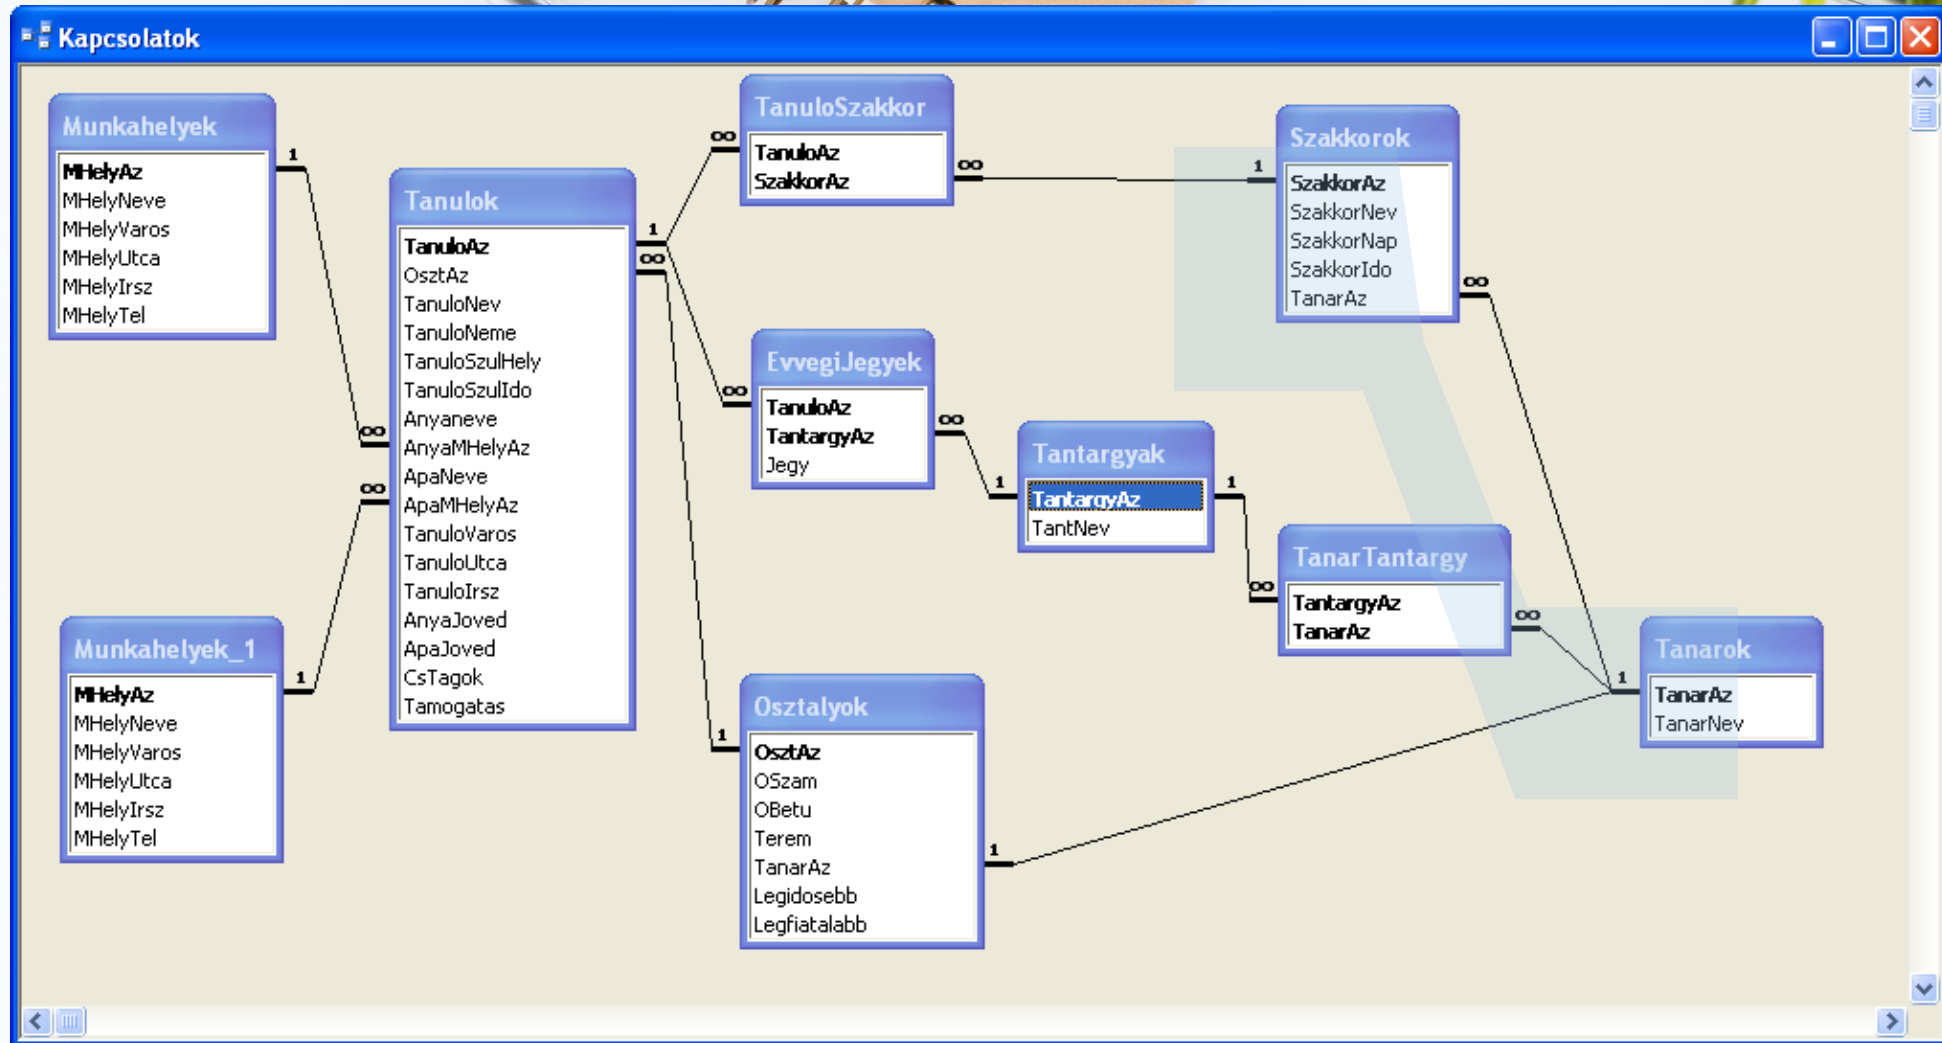 Kapcsolatok
Munkahelyek
MHelyAz
MHelyNeve
MHelyVaros
MHelyUtca
MHelyIrsz
MHelyTel
1
∞
Munkahelyek_1
MHelyAz
MHelyNeve
MHelyVaros
MHelyUtca
MHelyIrsz
MHelyTel
1
∞
Tanulok
TanuloAz
OsztAz
TanuloNev
TanuloNeme
TanuloSzulHely
TanuloSzulIdo
Anyaneve
AnyaMHelyAz
ApaNeve
ApaMHelyAz
TanuloVaros
TanuloUtca
TanuloIrsz
AnyaJoved
ApaJoved
CsTagok
Tamogatas
1
∞
∞
TanuloSzakkor
TanuloAz
SzakkorAz
∞
1
∞
EvvegiJegyek
TanuloAz
TantargyAz
Jegy
∞
1
Osztalyok
OsztAz
OSzam
OBetu
Terem
TanarAz
Legidosebb
Legfiatalabb
1
1
Tantargyak
TantargyAz
TantNev
1
Szakkorok
SzakkorAz
SzakkorNev
SzakkorNap
SzakkorIdo
TanarAz
∞
∞
TanarTantargy
TantargyAz
TanarAz
∞
1
Tanarok
TanarAz
TanarNev